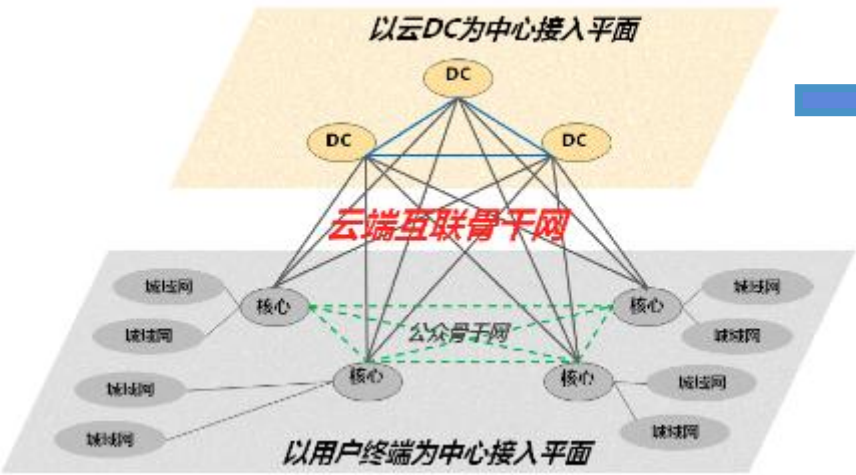 以云DC为中心接入平面
DC
DC
DC
云端互联骨干网
城域网
核心
核心
城域网
城域网
公众骨干网
城域网
城域网
核心
核心
城域网
城域网
城域网
以用户终端为中心接入平面